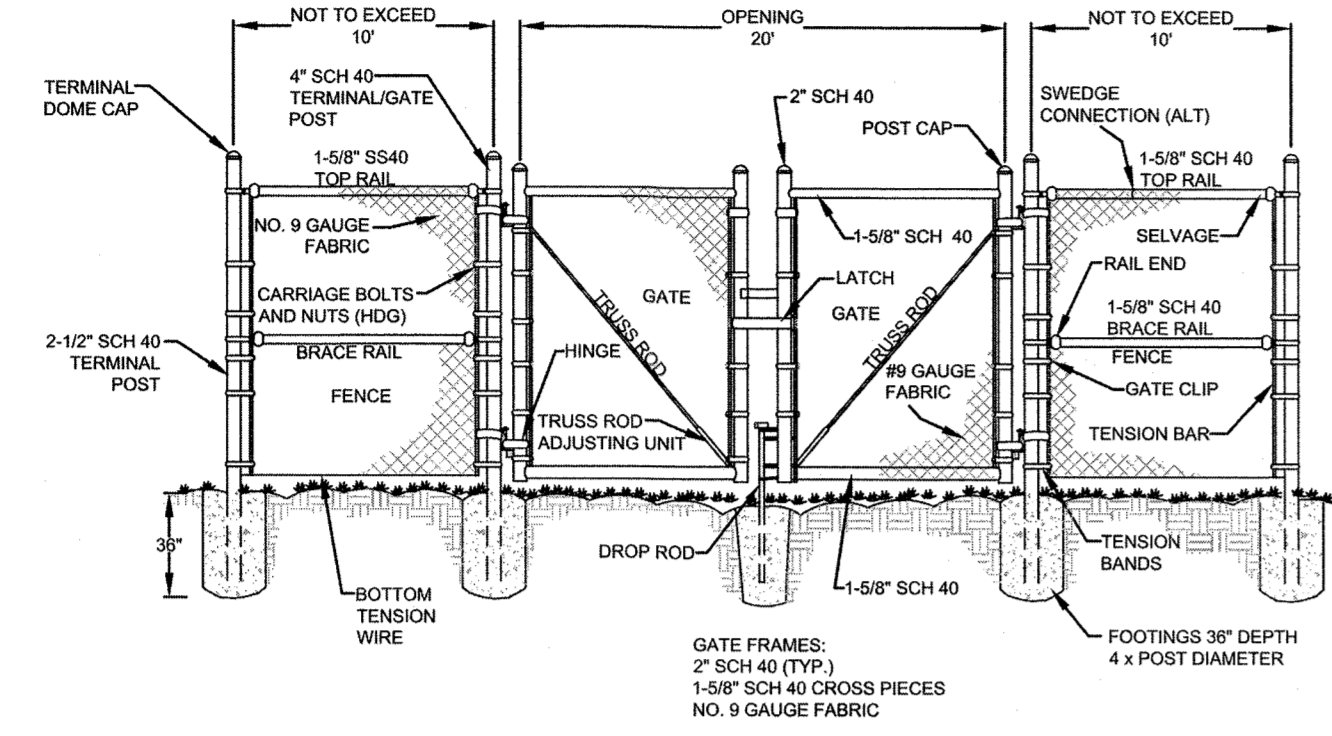 NOT TO EXCEED
10'
OPENING
20'
NOT TO EXCEED
10'
TERMINAL
DOME CAP
4" SCH 40
TERMINAL/GATE
POST
2" SCH 40
POST CAP
SWEDGE
CONNECTION (ALT)
1-5/8" SS40
TOP RAIL
1-5/8" SCH 40
TOP RAIL
NO. 9 GAUGE
FABRIC
1-5/8" SCH 40
SELVAGE
RAIL END
CARRIAGE BOLTS
AND NUTS (HDG)
GATE
TRUSS ROD
LATCH
GATE
TRUSS ROD
1-5/8" SCH 40
BRACE RAIL
FENCE
2-1/2" SCH 40
TERMINAL
POST
BRACE RAIL
FENCE
HINGE
#9 GAUGE
FABRIC
GATE CLIP
TRUSS ROD
ADJUSTING UNIT
TENSION BAR
36"
DROP ROD
TENSION
BANDS
BOTTOM
TENSION
WIRE
1-5/8" SCH 40
FOOTINGS 36" DEPTH
4 x POST DIAMETER
GATE FRAMES:
2" SCH 40 (TYP.)
1-5/8" SCH 40 CROSS PIECES
NO. 9 GAUGE FABRIC